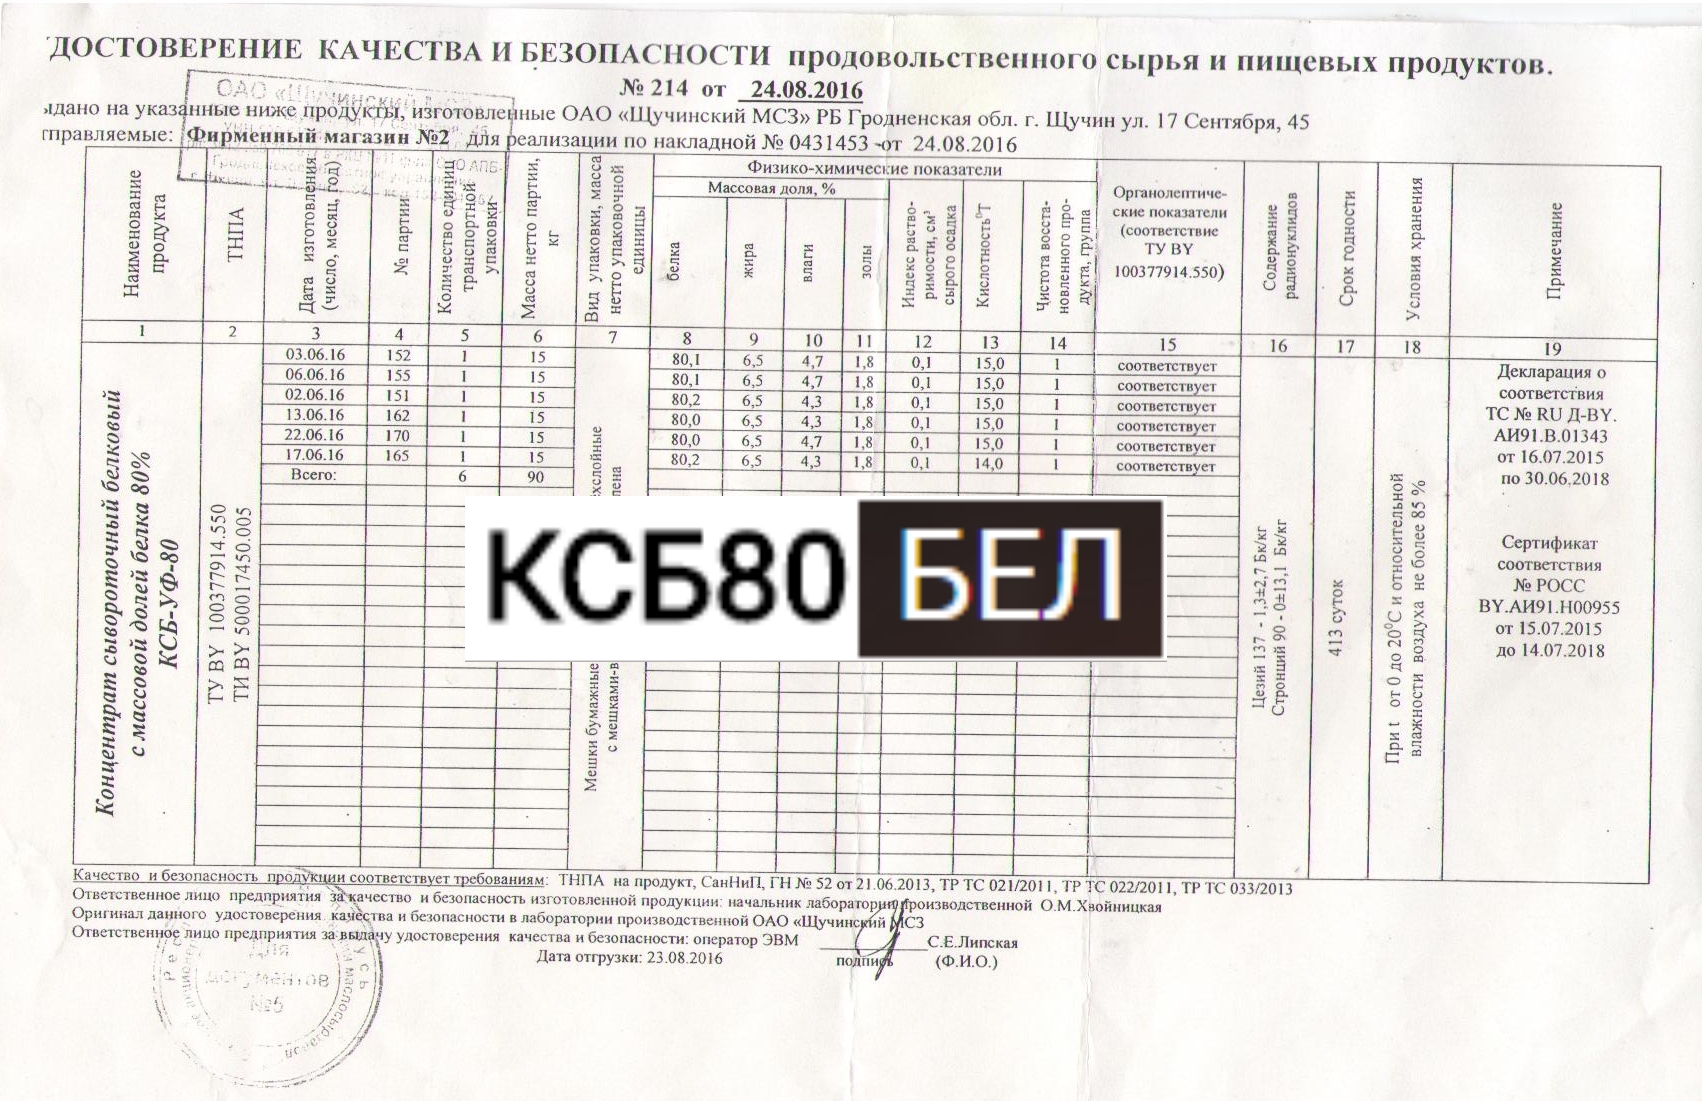 ДОСТОВЕРЕНИЕ КАЧЕСТВА И БЕЗОПАСНОСТИ продовольственного сырья и пищевых продуктов.
№ 214 от 24.08.2016
ыдано на указанные ниже продукты, изготовленные ОАО «Щучинский МСЗ» РБ Гродненская обл. г. Щучин ул. 17 Сентября, 45
тправляемые: Фирменный магазин №2 для реализации по накладной № 0431453 -от 24.08.2016
ОАО «Щучинский
Наименование продукта
ТНПА
Дата изготовления (число, месяц, год)
№ партии
Количество единиц транспортной упаковки
Масса нетто партии, кг
Вид упаковки, масса нетто упаковочной единицы
Физико-химические показатели
Массовая доля, %
белка
жира
влаги
золы
Индекс раство-
римости, см³
сырого осадка
Кислотность⁰Т
Чистота восста-
новленного про-
дукта, группа
Органолептиче-
ские показатели
(соответствие
ТУ BY
100377914.550)
Содержание радионуклидов
Срок годности
Условия хранения
Примечание
1 2 3 4 5 6 7 8 9 10 11 12 13 14 15 16 17 18 19
03.06.16 152 1 15 80,1 6,5 4,7 1,8 0,1 15,0 1 соответствует
06.06.16 155 1 15 80,1 6,5 4,7 1,8 0,1 15,0 1 соответствует
02.06.16 151 1 15 80,2 6,5 4,3 1,8 0,1 15,0 1 соответствует
13.06.16 162 1 15 80,0 6,5 4,3 1,8 0,1 15,0 1 соответствует
22.06.16 170 1 15 80,0 6,5 4,7 1,8 0,1 15,0 1 соответствует
17.06.16 165 1 15 80,2 6,5 4,3 1,8 0,1 14,0 1 соответствует
Всего: 6 90
Концентрат сывороточный белковый
с массовой долей белка 80%
КСБ-УФ-80
ТУ BY 100377914.550
ТИ BY 500017450.005
Мешки бумажные
с мешками-в
КСБ80 БЕЛ
Цезий 137 - 1,3±2,7 Бк/кг
Стронций 90 - 0±13,1 Бк/кг
413 суток
При t от 0 до 20⁰С и относительной
влажности воздуха не более 85 %
Декларация о
соответствия
ТС № RU Д-BY.
АИ91.В.01343
от 16.07.2015
по 30.06.2018
Сертификат
соответствия
№ РОСС
BY.АИ91.Н00955
от 15.07.2015
до 14.07.2018
Качество и безопасность продукции соответствует требованиям: ТНПА на продукт, СанНиП, ГН № 52 от 21.06.2013, ТР ТС 021/2011, ТР ТС 022/2011, ТР ТС 033/2013
Ответственное лицо предприятия за качество и безопасность изготовленной продукции: начальник лаборатории производственной О.М.Хвойницкая
Оригинал данного удостоверения качества и безопасности в лаборатории производственной ОАО «Щучинский МСЗ
Ответственное лицо предприятия за выдачу удостоверения качества и безопасности: оператор ЭВМ С.Е.Липская
Дата отгрузки: 23.08.2016 подпись (Ф.И.О.)
Для
документов
№6